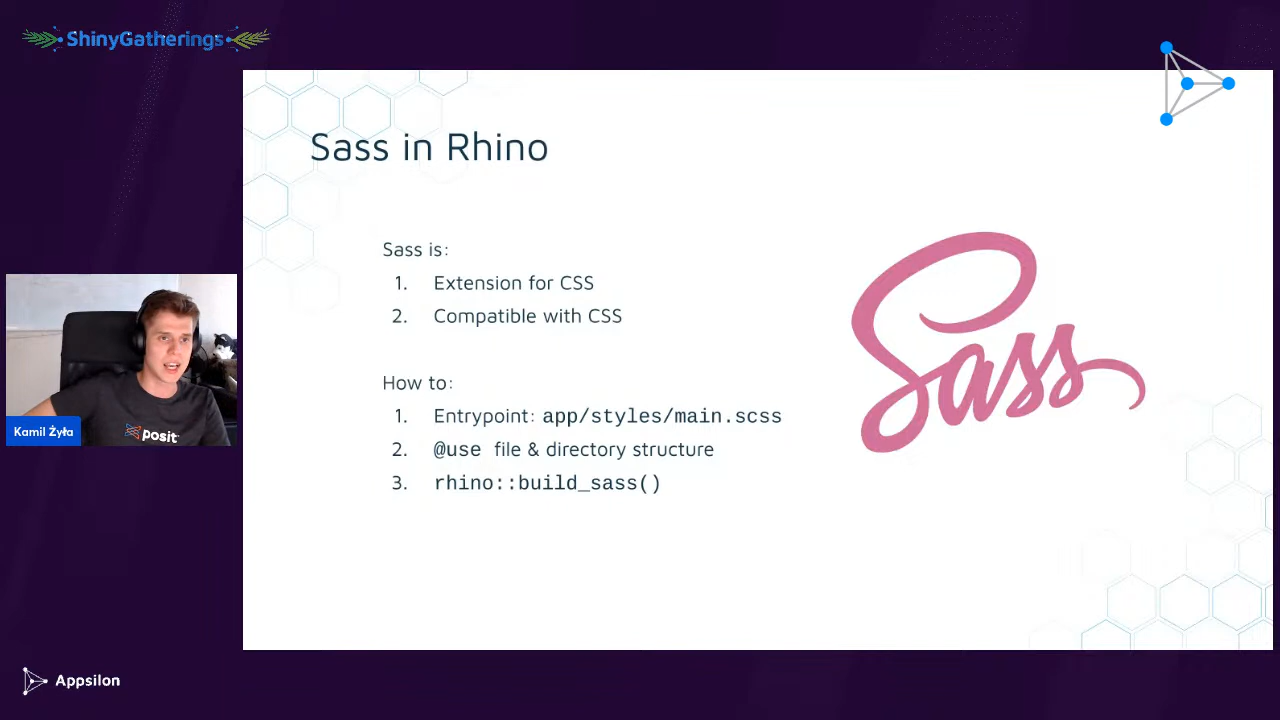 ShinyGatherings
Sass in Rhino
Sass is:
1. Extension for CSS
2. Compatible with CSS
How to:
1. Entrypoint: app/styles/main.scss
2. @use file & directory structure
3. rhino::build_sass()
Sass
posit
Kamil Żyła
Appsilon